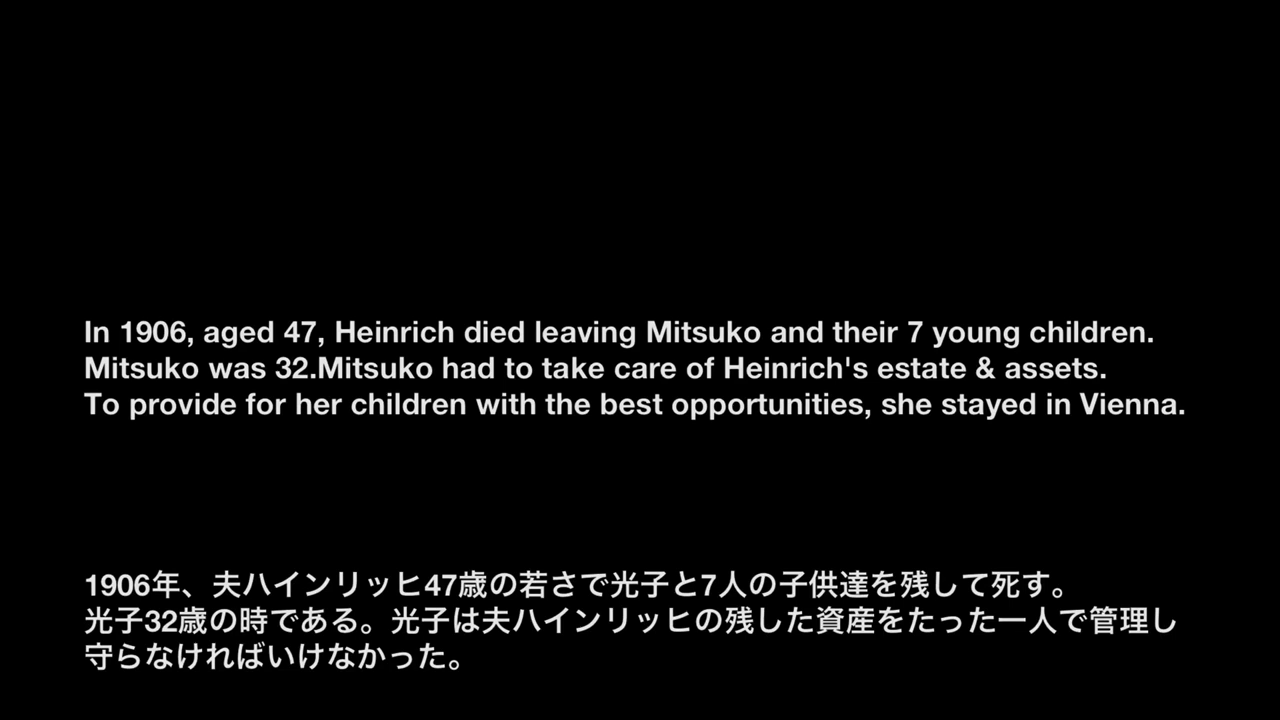 In 1906, aged 47, Heinrich died leaving Mitsuko and their 7 young children.
Mitsuko was 32.Mitsuko had to take care of Heinrich's estate & assets.
To provide for her children with the best opportunities, she stayed in Vienna.
1906年、夫ハインリッヒ47歳の若さで光子と7人の子供達を残して死す。
光子32歳の時である。光子は夫ハインリッヒの残した資産をたった一人で管理し
守らなければいけなかった。